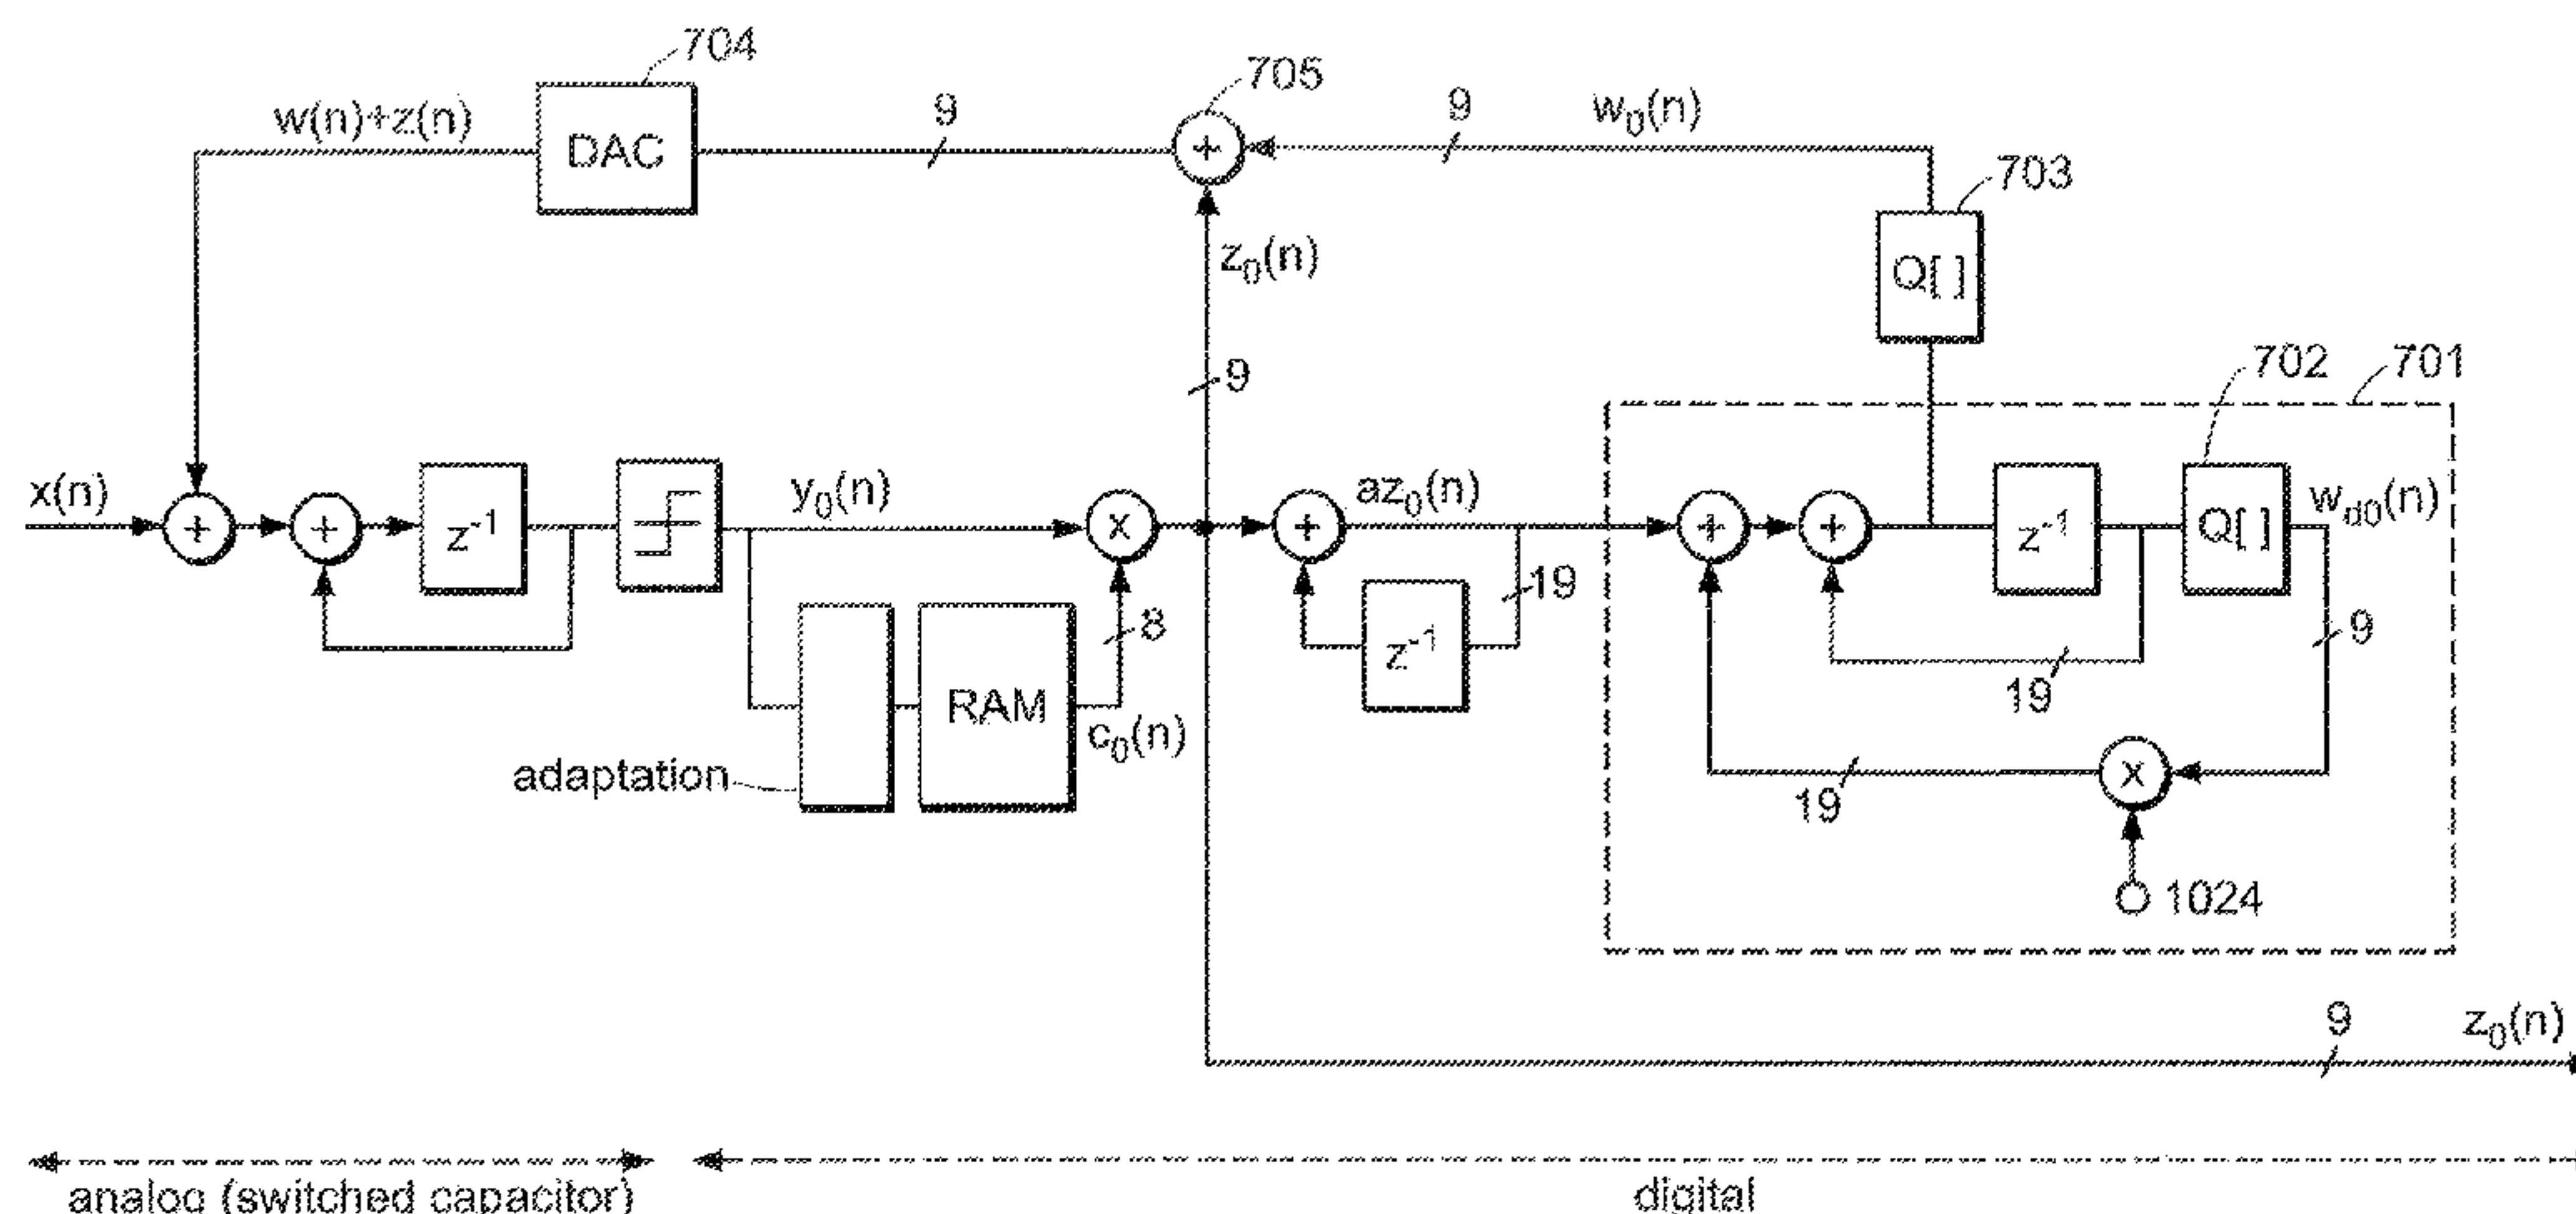 704
705
w(n)+z(n)
DAC
9
+
9
w₀(n)
703
z₀(n)
Q[ ]
9
702
701
x(n)
+
+
z⁻¹
y₀(n)
x
+
az₀(n)
+
+
z⁻¹
Q[ ]
w_d0(n)
19
z⁻¹
8
9
RAM
c₀(n)
19
adaptation
19
x
1024
9
z₀(n)
analog (switched capacitor)
digital